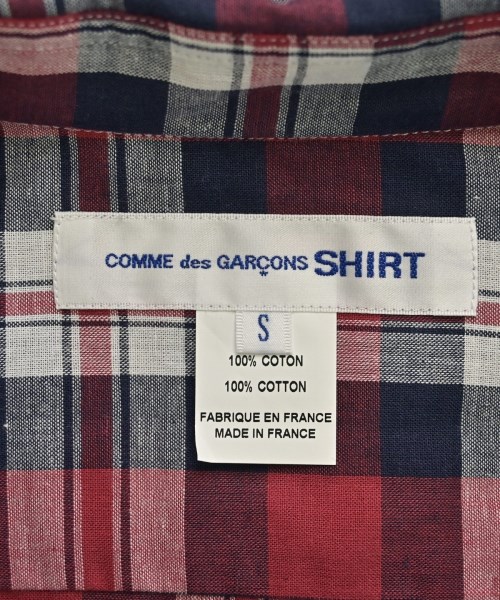 COMME des GARÇONS SHIRT
S
100% COTON
100% COTTON
FABRIQUE EN FRANCE
MADE IN FRANCE